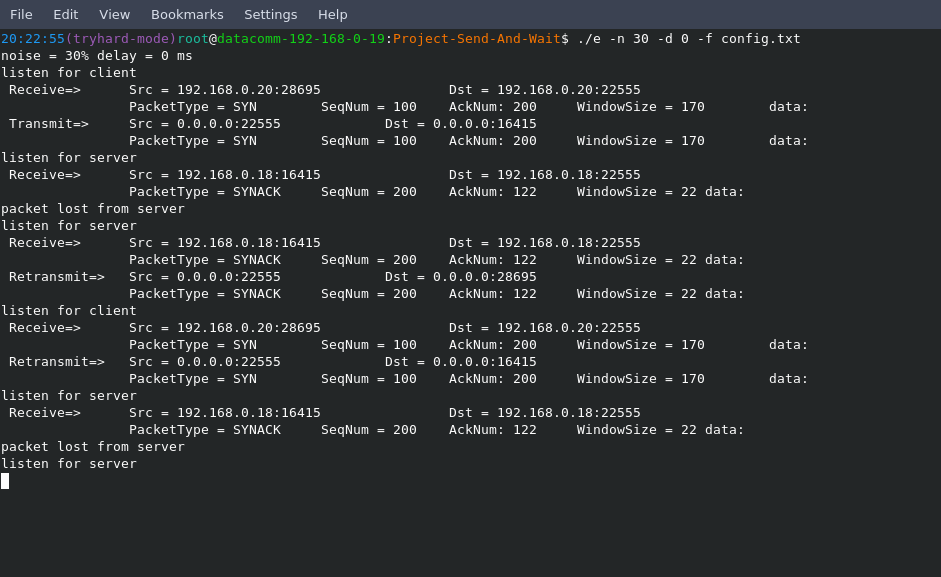 File Edit View Bookmarks Settings Help
20:22:55(tryhard-mode)root@datacomm-192-168-0-19:Project-Send-And-Wait$ ./e -n 30 -d 0 -f config.txt
noise = 30% delay = 0 ms
listen for client
Receive=> Src = 192.168.0.20:28695 Dst = 192.168.0.20:22555
PacketType = SYN SeqNum = 100 AckNum: 200 WindowSize = 170 data:
Transmit=> Src = 0.0.0.0:22555 Dst = 0.0.0.0:16415
PacketType = SYN SeqNum = 100 AckNum: 200 WindowSize = 170 data:
listen for server
Receive=> Src = 192.168.0.18:16415 Dst = 192.168.0.18:22555
PacketType = SYNACK SeqNum = 200 AckNum: 122 WindowSize = 22 data:
packet lost from server
listen for server
Receive=> Src = 192.168.0.18:16415 Dst = 192.168.0.18:22555
PacketType = SYNACK SeqNum = 200 AckNum: 122 WindowSize = 22 data:
Retransmit=> Src = 0.0.0.0:22555 Dst = 0.0.0.0:28695
PacketType = SYNACK SeqNum = 200 AckNum: 122 WindowSize = 22 data:
listen for client
Receive=> Src = 192.168.0.20:28695 Dst = 192.168.0.20:22555
PacketType = SYN SeqNum = 100 AckNum: 200 WindowSize = 170 data:
Retransmit=> Src = 0.0.0.0:22555 Dst = 0.0.0.0:16415
PacketType = SYN SeqNum = 100 AckNum: 200 WindowSize = 170 data:
listen for server
Receive=> Src = 192.168.0.18:16415 Dst = 192.168.0.18:22555
PacketType = SYNACK SeqNum = 200 AckNum: 122 WindowSize = 22 data:
packet lost from server
listen for server